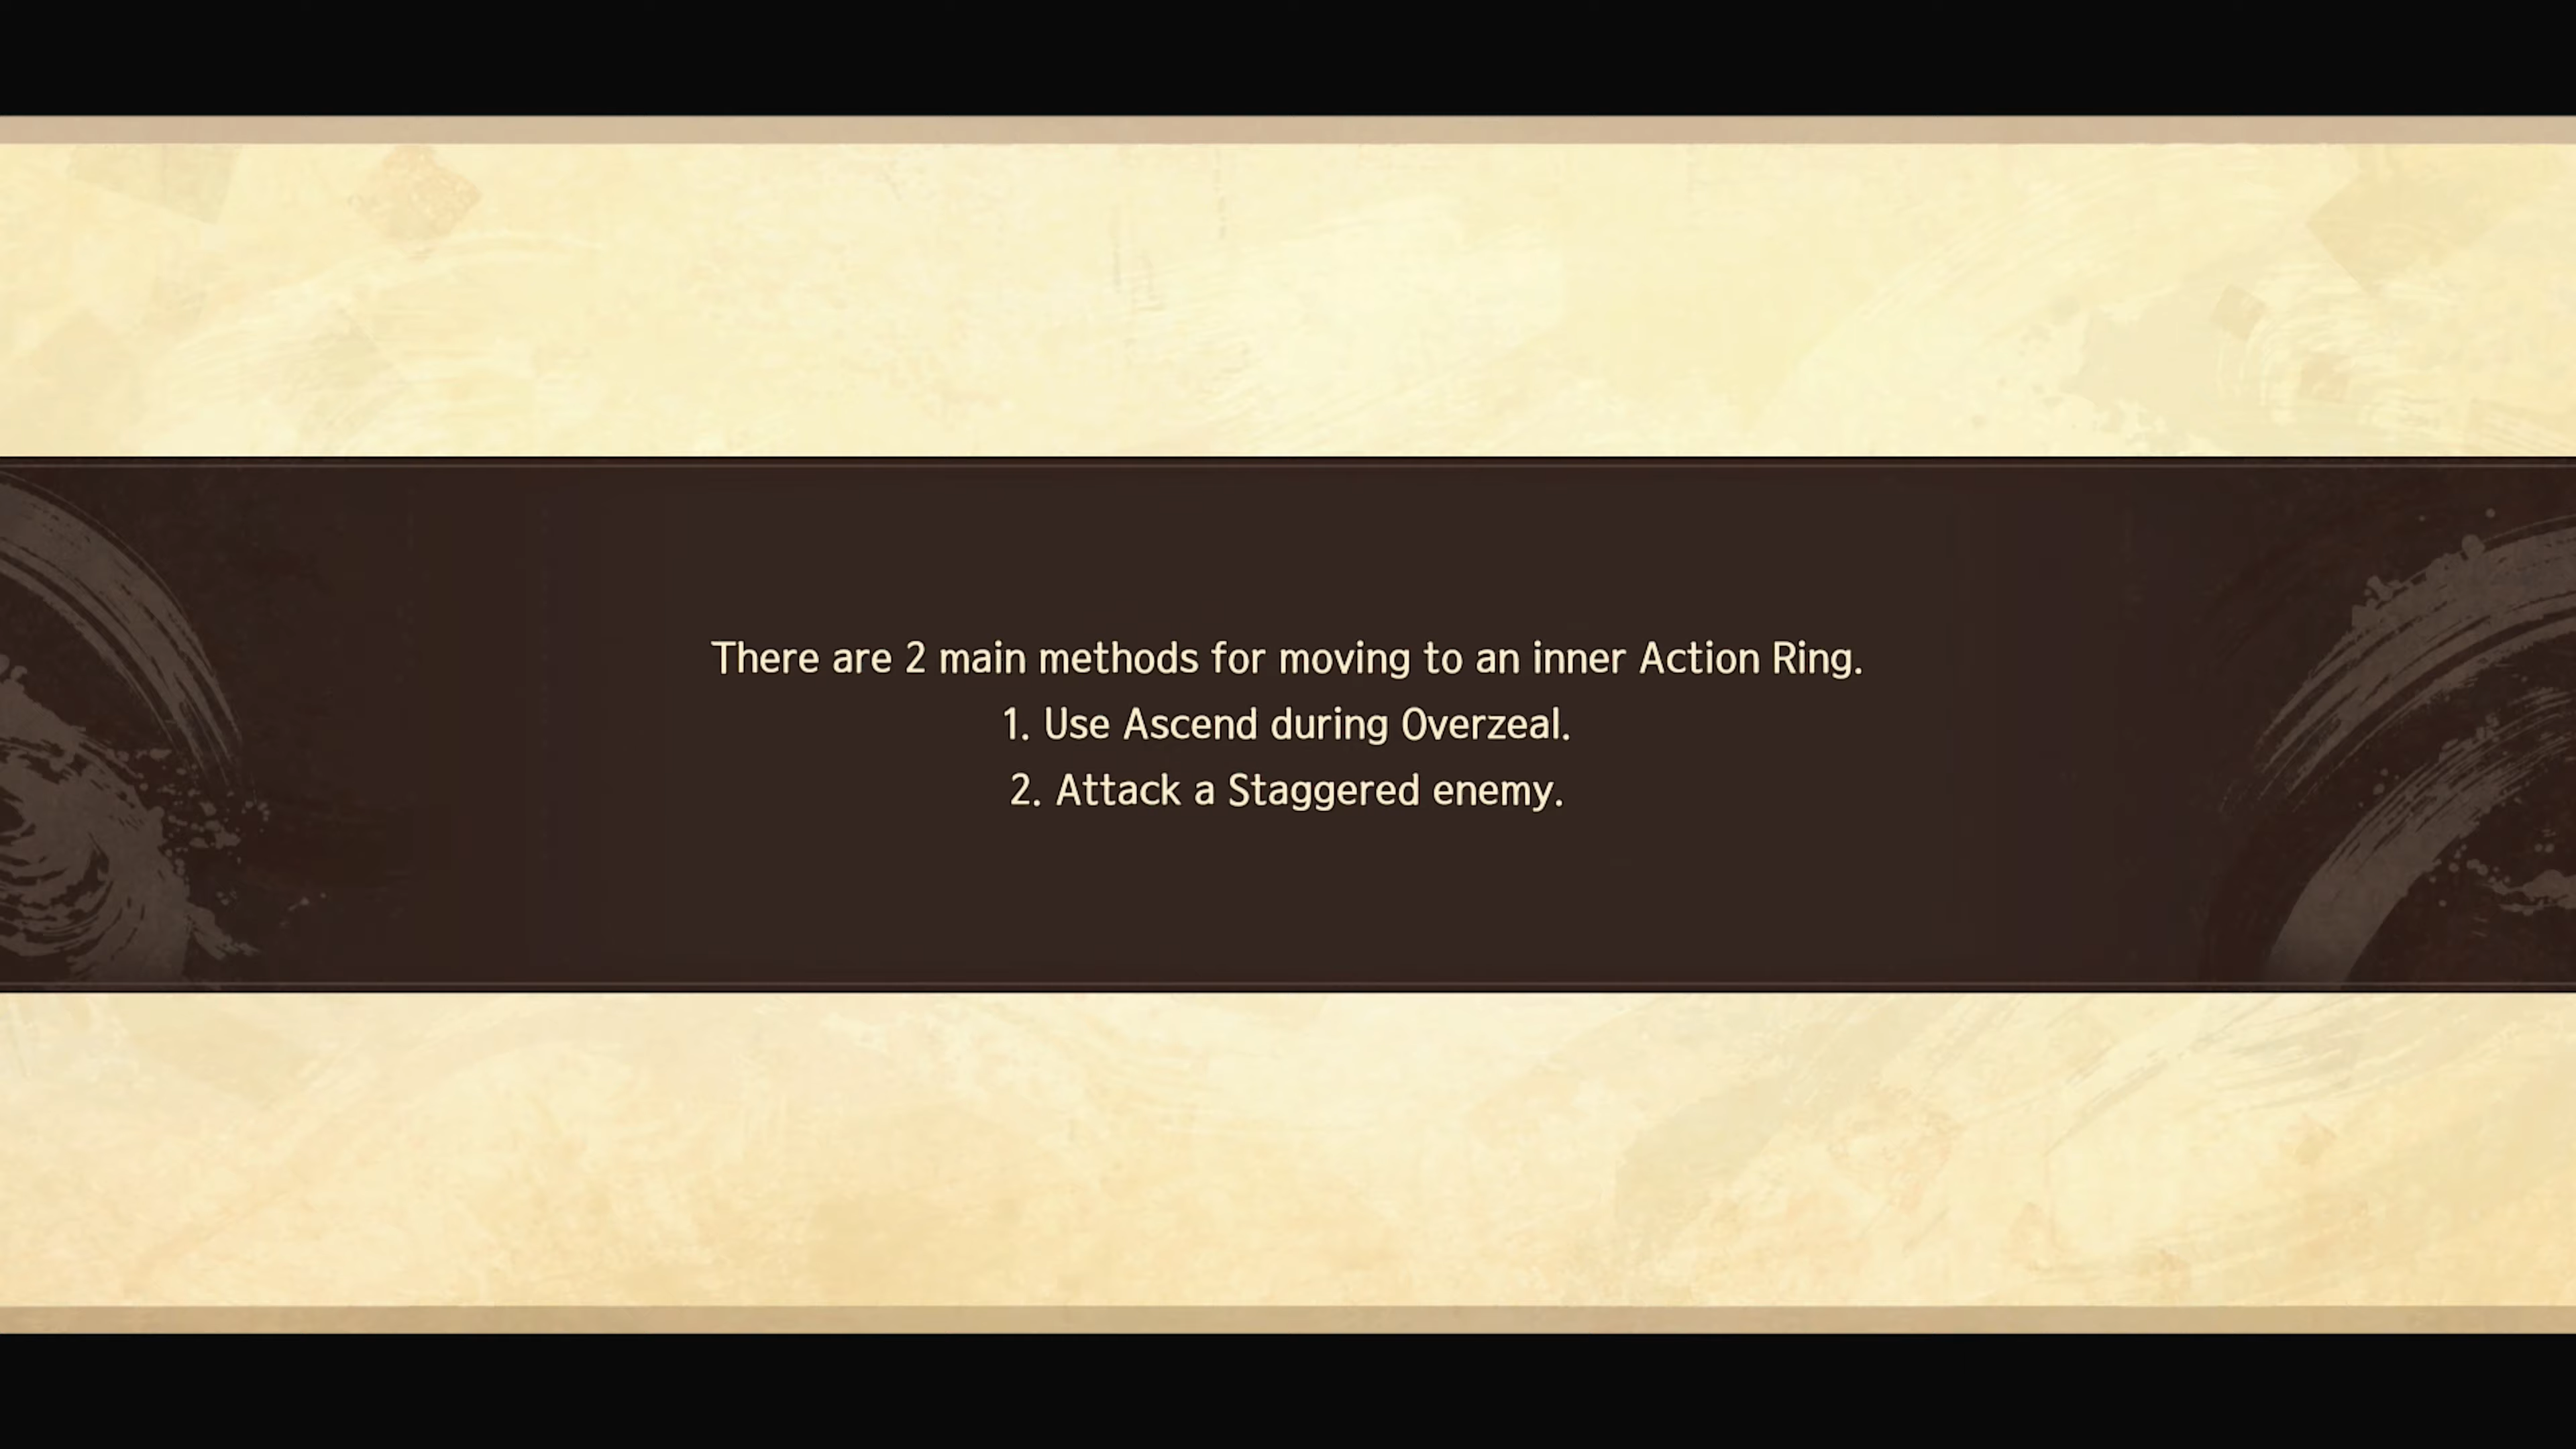 There are 2 main methods for moving to an inner Action Ring.
1. Use Ascend during Overzeal.
2. Attack a Staggered enemy.